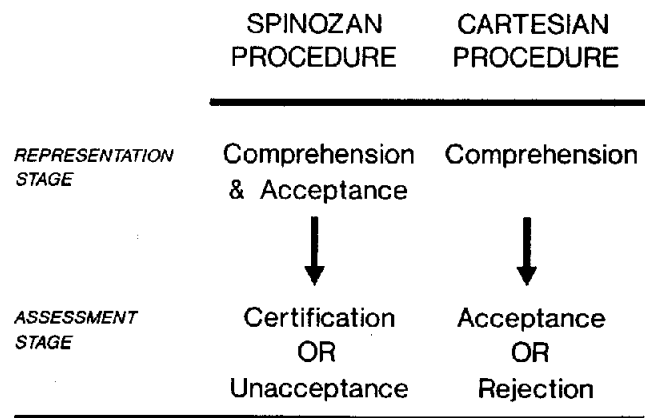 SPINOZAN CARTESIAN
PROCEDURE PROCEDURE
REPRESENTATION Comprehension Comprehension
STAGE & Acceptance
ASSESSMENT Certification Acceptance
STAGE OR OR
Unacceptance Rejection